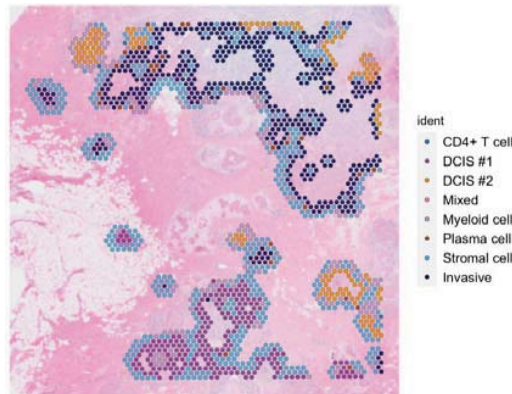 ident
CD4+ T cell
DCIS #1
DCIS #2
Mixed
Myeloid cell
Plasma cell
Stromal cell
Invasive